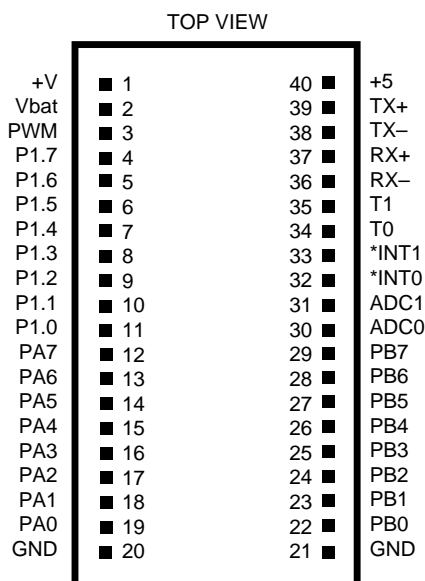 TOP VIEW
+V 1 40 +5
Vbat 2 39 TX+
PWM 3 38 TX–
P1.7 4 37 RX+
P1.6 5 36 RX–
P1.5 6 35 T1
P1.4 7 34 T0
P1.3 8 33 *INT1
P1.2 9 32 *INT0
P1.1 10 31 ADC1
P1.0 11 30 ADC0
PA7 12 29 PB7
PA6 13 28 PB6
PA5 14 27 PB5
PA4 15 26 PB4
PA3 16 25 PB3
PA2 17 24 PB2
PA1 18 23 PB1
PA0 19 22 PB0
GND 20 21 GND